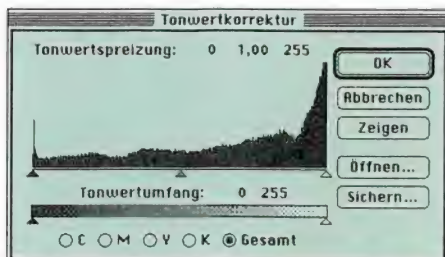 Tonwertkorrektur
Tonwertspreizung: 0 1,00 255
OK
Abbrechen
Zeigen
Öffnen...
Tonwertumfang: 0 255
Sichern...
C M Y K Gesamt